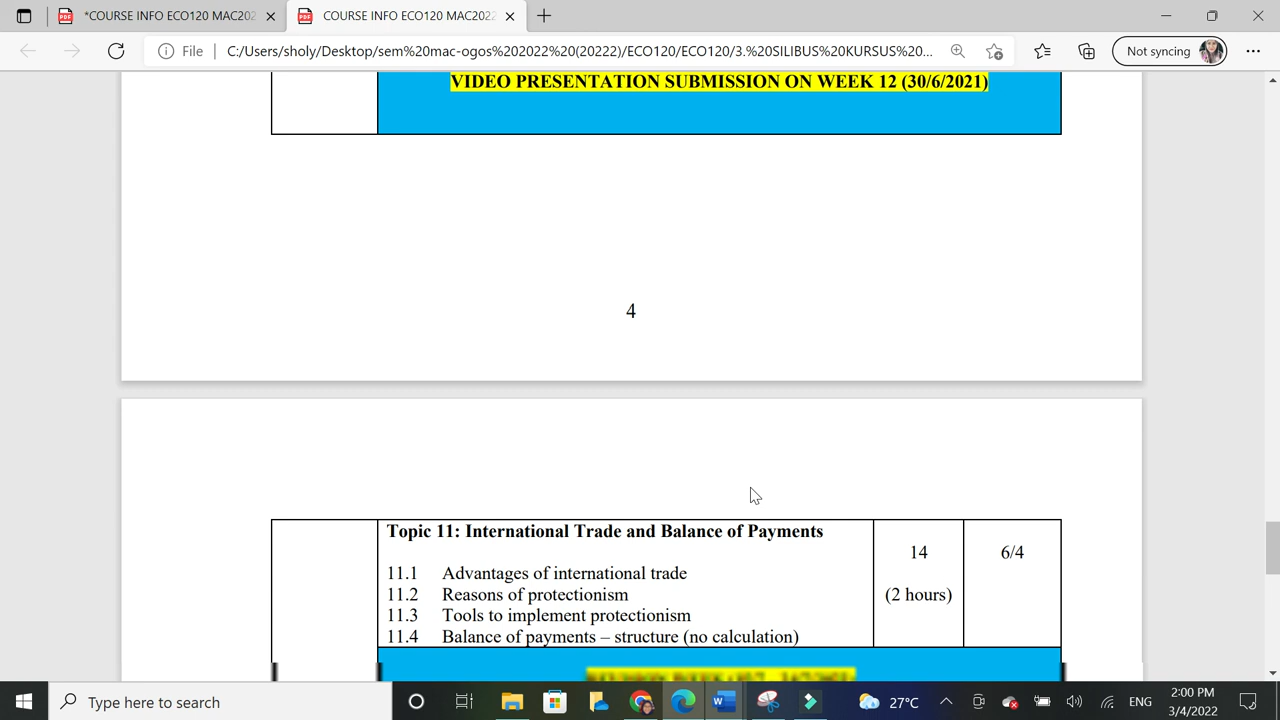 *COURSE INFO ECO120 MAC2022
COURSE INFO ECO120 MAC2022
File
C:/Users/sholy/Desktop/sem%20mac-ogos%202022%20(20222)/ECO120/ECO120/3.%20SILIBUS%20KURSUS%20...
Not syncing
VIDEO PRESENTATION SUBMISSION ON WEEK 12 (30/6/2021)
4
Topic 11: International Trade and Balance of Payments
14
6/4
11.1 Advantages of international trade
11.2 Reasons of protectionism
(2 hours)
11.3 Tools to implement protectionism
11.4 Balance of payments – structure (no calculation)
Type here to search
27°C
ENG
2:00 PM
3/4/2022